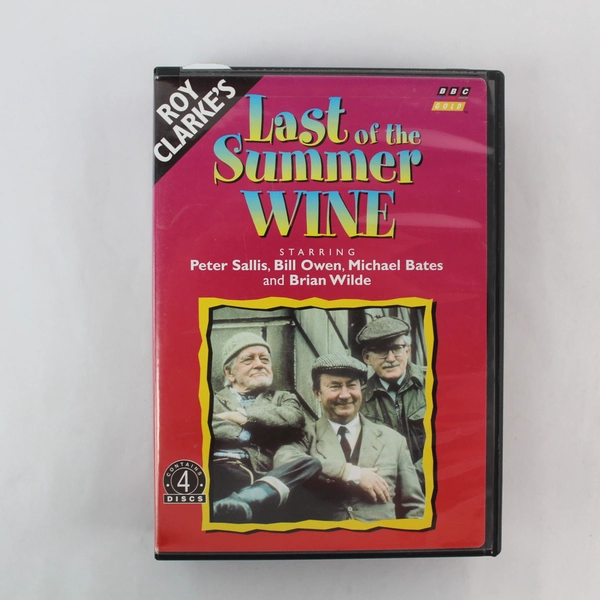 ROY
CLARKE'S
BBC
GOLD
Last of the
Summer
WINE
STARRING
Peter Sallis, Bill Owen, Michael Bates
and Brian Wilde
CONTAINS
4
DISCS